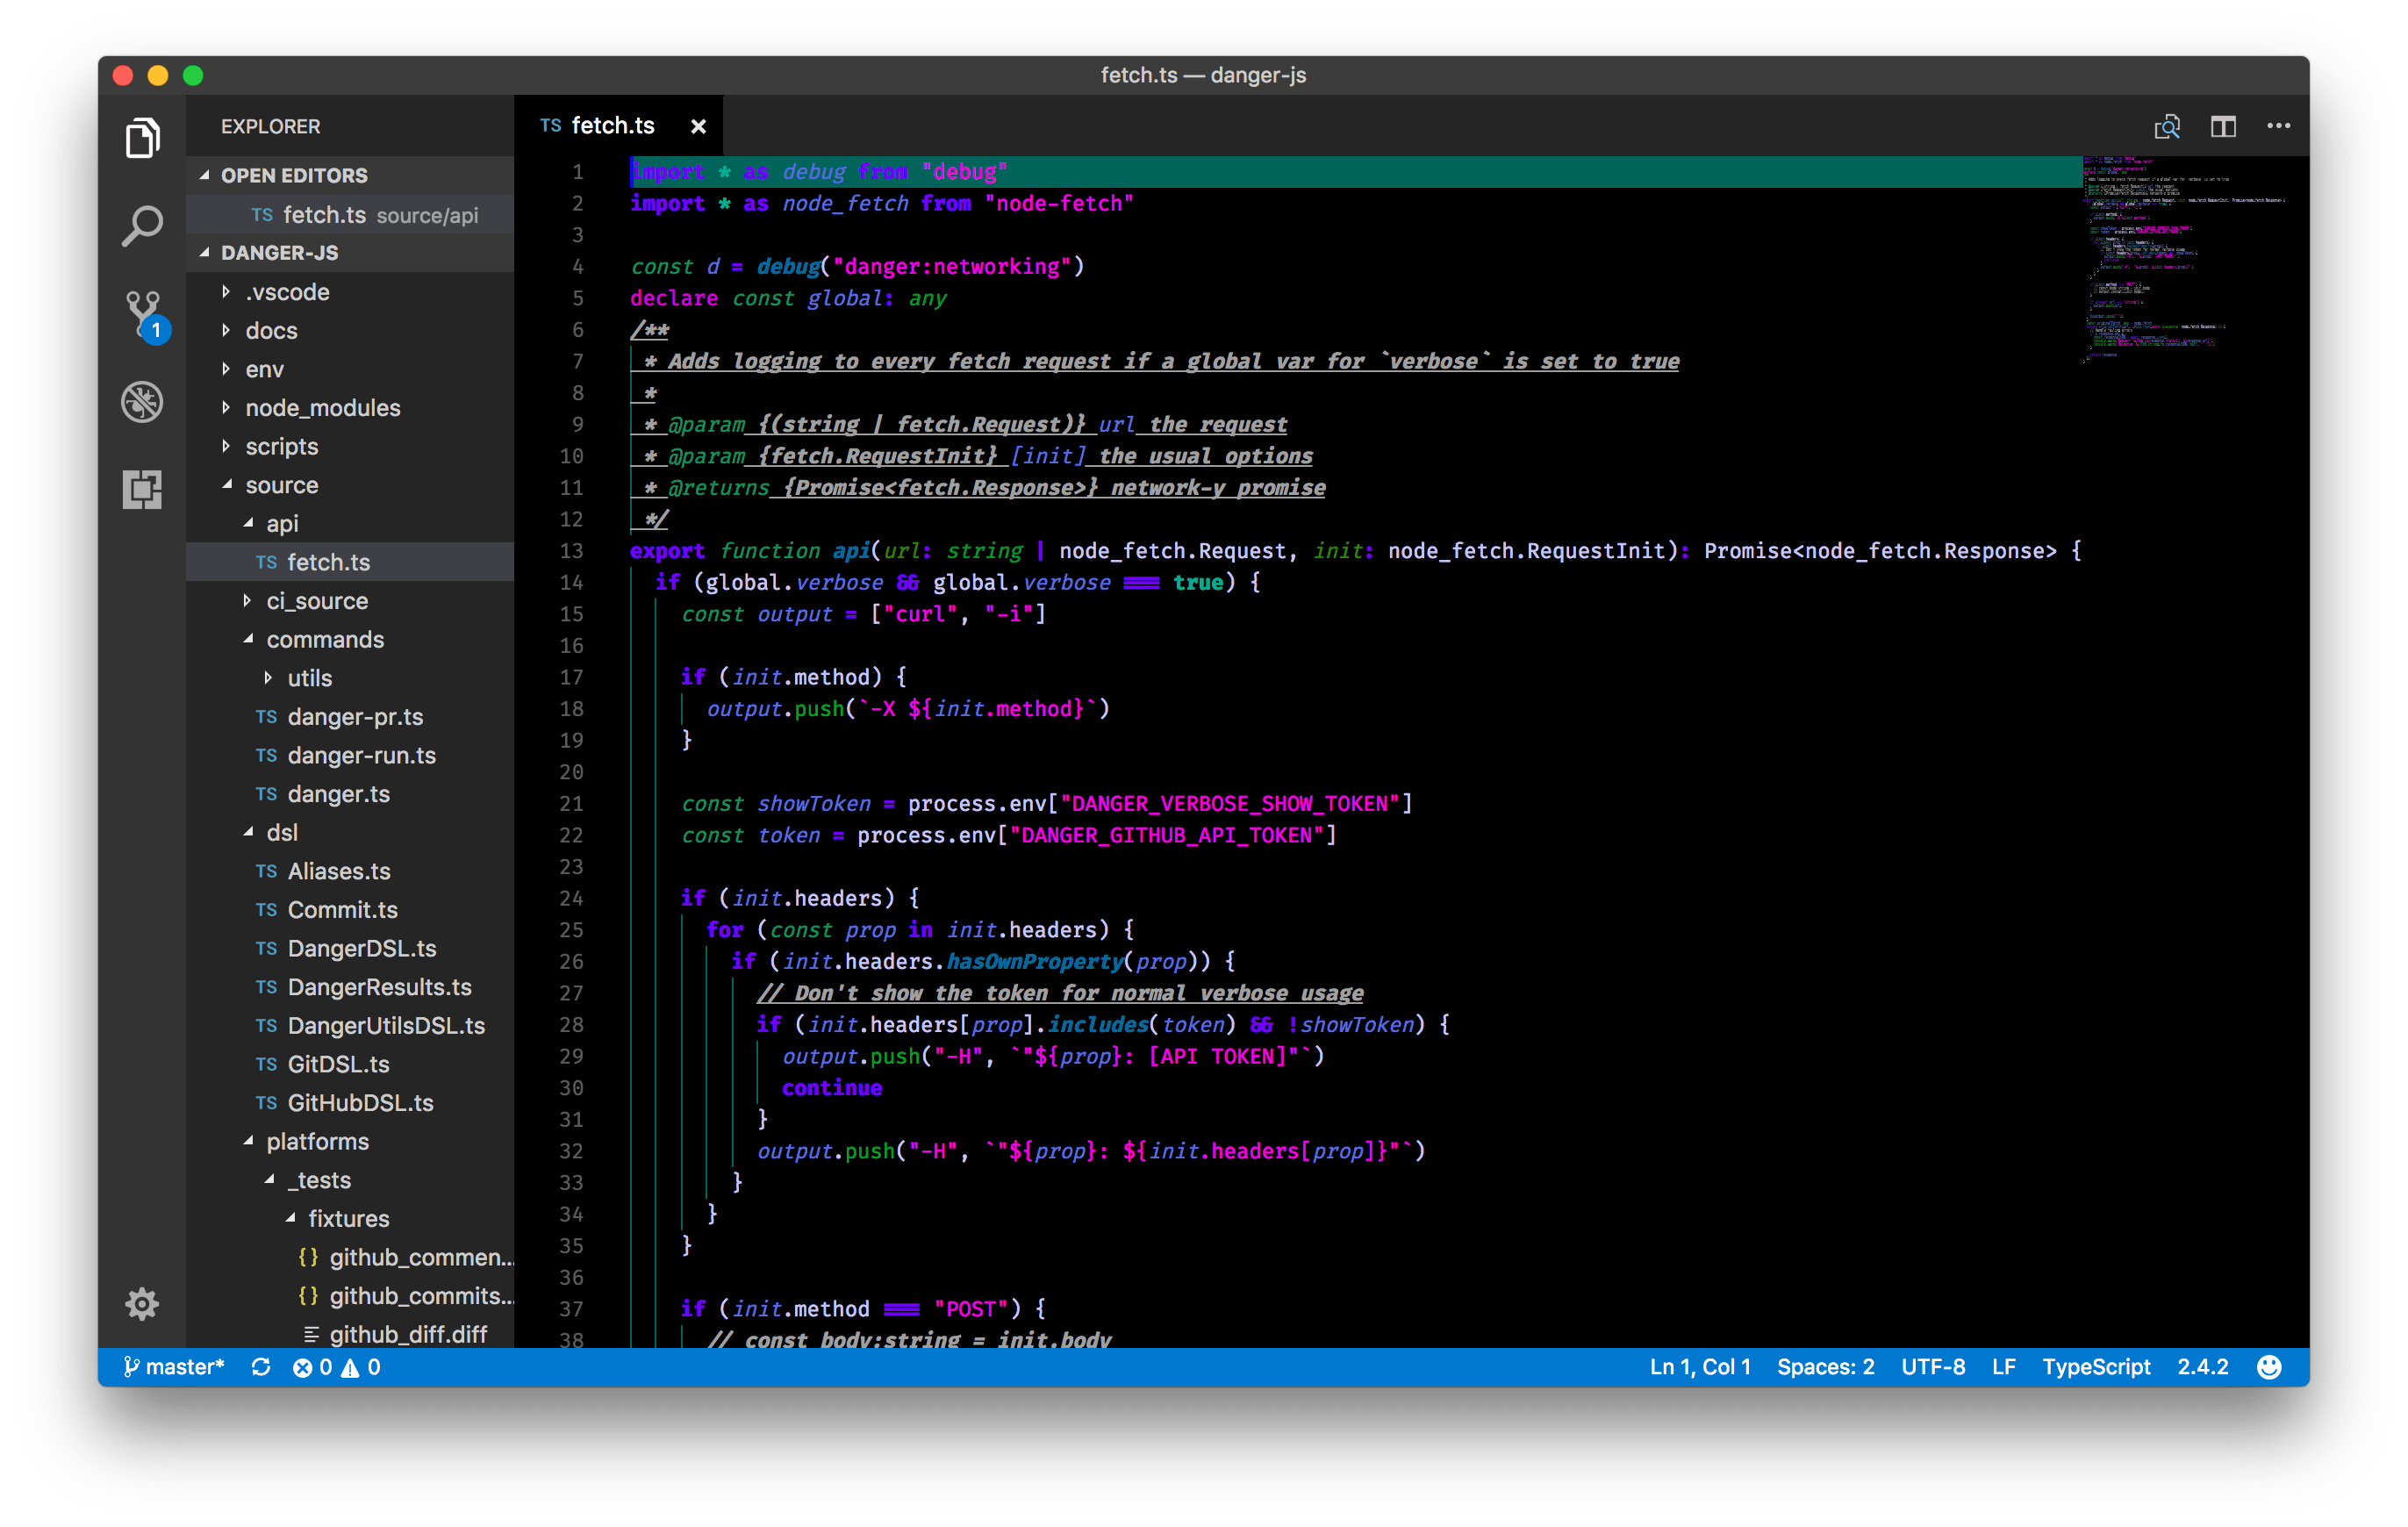 fetch.ts — danger-js
EXPLORER
OPEN EDITORS
TS fetch.ts source/api
DANGER-JS
.vscode
docs
env
node_modules
scripts
source
api
TS fetch.ts
ci_source
commands
utils
TS danger-pr.ts
TS danger-run.ts
TS danger.ts
dsl
TS Aliases.ts
TS Commit.ts
TS DangerDSL.ts
TS DangerResults.ts
TS DangerUtilsDSL.ts
TS GitDSL.ts
TS GitHubDSL.ts
platforms
_tests
fixtures
{} github_commen...
{} github_commits...
github_diff.diff
1
TS fetch.ts ×
1 import * as debug from "debug"
2 import * as node_fetch from "node-fetch"
3
4 const d = debug("danger:networking")
5 declare const global: any
6 /**
7  * Adds logging to every fetch request if a global var for `verbose` is set to true
8  *
9  * @param {(string | fetch.Request)} url the request
10  * @param {fetch.RequestInit} [init] the usual options
11  * @returns {Promise<fetch.Response>} network-y promise
12  */
13 export function api(url: string | node_fetch.Request, init: node_fetch.RequestInit): Promise<node_fetch.Response> {
14   if (global.verbose && global.verbose === true) {
15     const output = ["curl", "-i"]
16
17     if (init.method) {
18       output.push(`-X ${init.method}`)
19     }
20
21     const showToken = process.env["DANGER_VERBOSE_SHOW_TOKEN"]
22     const token = process.env["DANGER_GITHUB_API_TOKEN"]
23
24     if (init.headers) {
25       for (const prop in init.headers) {
26         if (init.headers.hasOwnProperty(prop)) {
27           // Don't show the token for normal verbose usage
28           if (init.headers[prop].includes(token) && !showToken) {
29             output.push("-H", `"${prop}: [API TOKEN]"`)
30             continue
31           }
32           output.push("-H", `"${prop}: ${init.headers[prop]}"`)
33         }
34       }
35     }
36
37     if (init.method === "POST") {
38       // const body:string = init.body
master* 0 0
Ln 1, Col 1 Spaces: 2 UTF-8 LF TypeScript 2.4.2